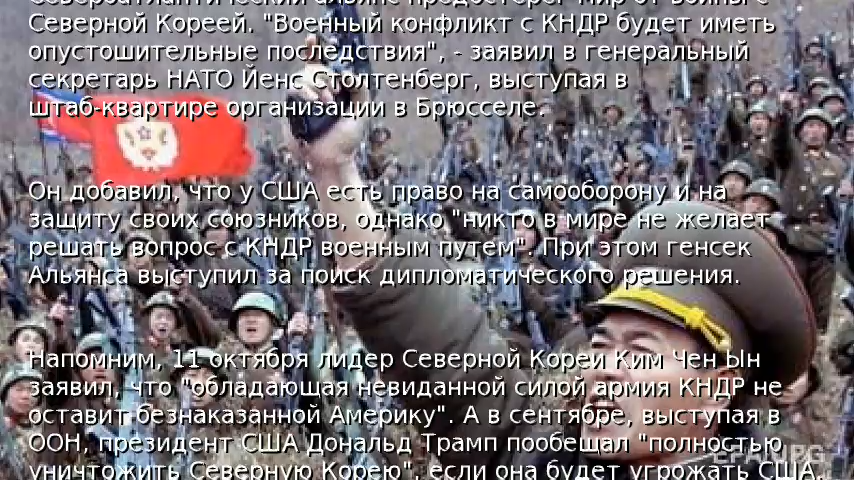 Североатлантический альянс предостерег мир от войны с
Северной Кореей. "Военный конфликт с КНДР будет иметь
опустошительные последствия", - заявил в генеральный
секретарь НАТО Йенс Столтенберг, выступая в
штаб-квартире организации в Брюсселе.
Он добавил, что у США есть право на самооборону и на
защиту своих союзников, однако "никто в мире не желает
решать вопрос с КНДР военным путем". При этом генсек
Альянса выступил за поиск дипломатического решения.
Напомним, 11 октября лидер Северной Кореи Ким Чен Ын
заявил, что "обладающая невиданной силой армия КНДР не
оставит безнаказанной Америку". А в сентябре, выступая в
ООН, президент США Дональд Трамп пообещал "полностью
уничтожить Северную Корею", если она будет угрожать США.